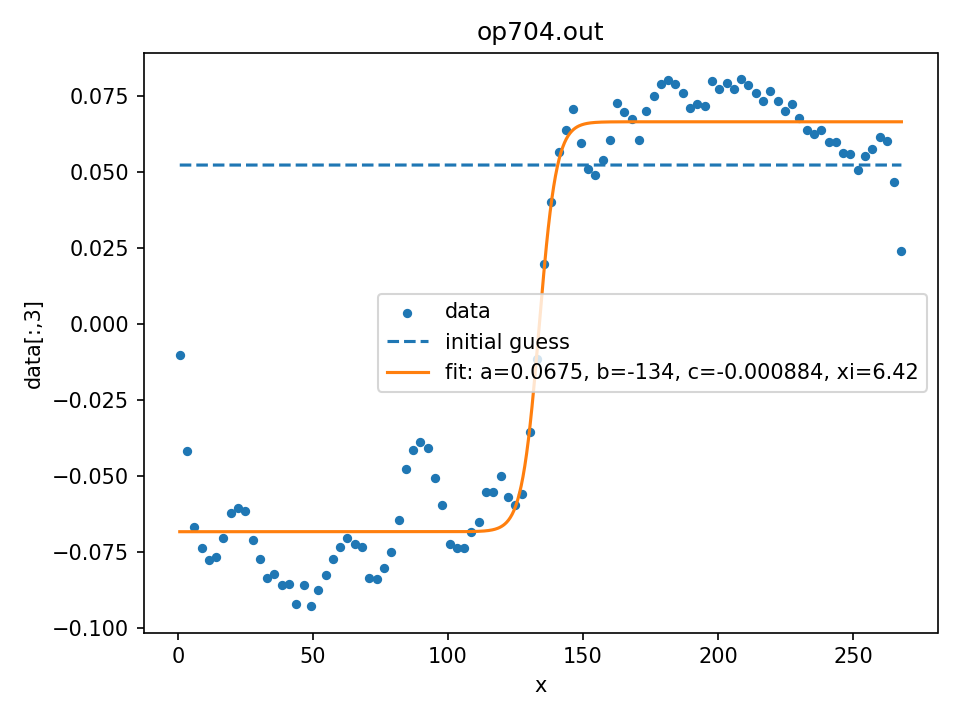 op704.out
data[:,3]
0.075
0.050
0.025
0.000
−0.025
−0.050
−0.075
−0.100
data
initial guess
fit: a=0.0675, b=-134, c=-0.000884, xi=6.42
0 50 100 150 200 250
x